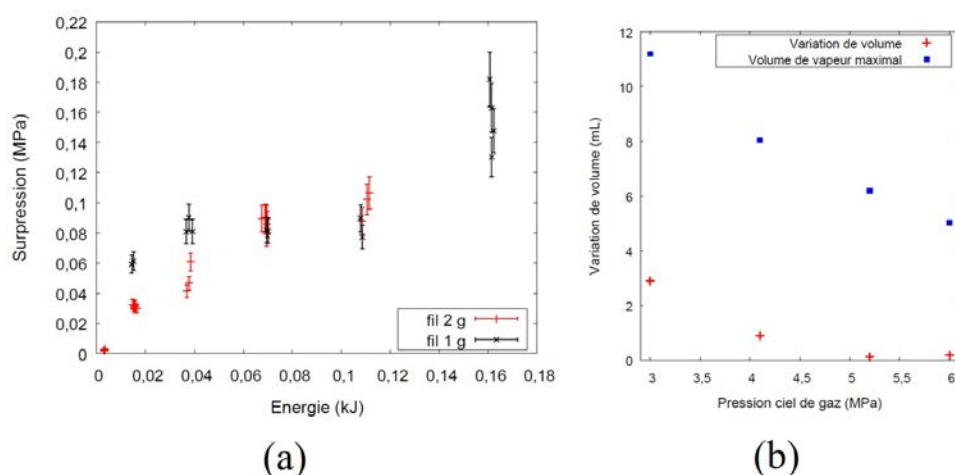 0,22
0,2
0,18
0,16
0,14
0,12
0,1
0,08
0,06
0,04
0,02
0
Surpression (MPa)
fil 2 g
fil 1 g
0 0,02 0,04 0,06 0,08 0,1 0,12 0,14 0,16 0,18
Energie (kJ)
(a)
12
10
8
6
4
2
0
Variation de volume (mL)
Variation de volume
Volume de vapeur maximal
3 3,5 4 4,5 5 5,5 6
Pression ciel de gaz (MPa)
(b)